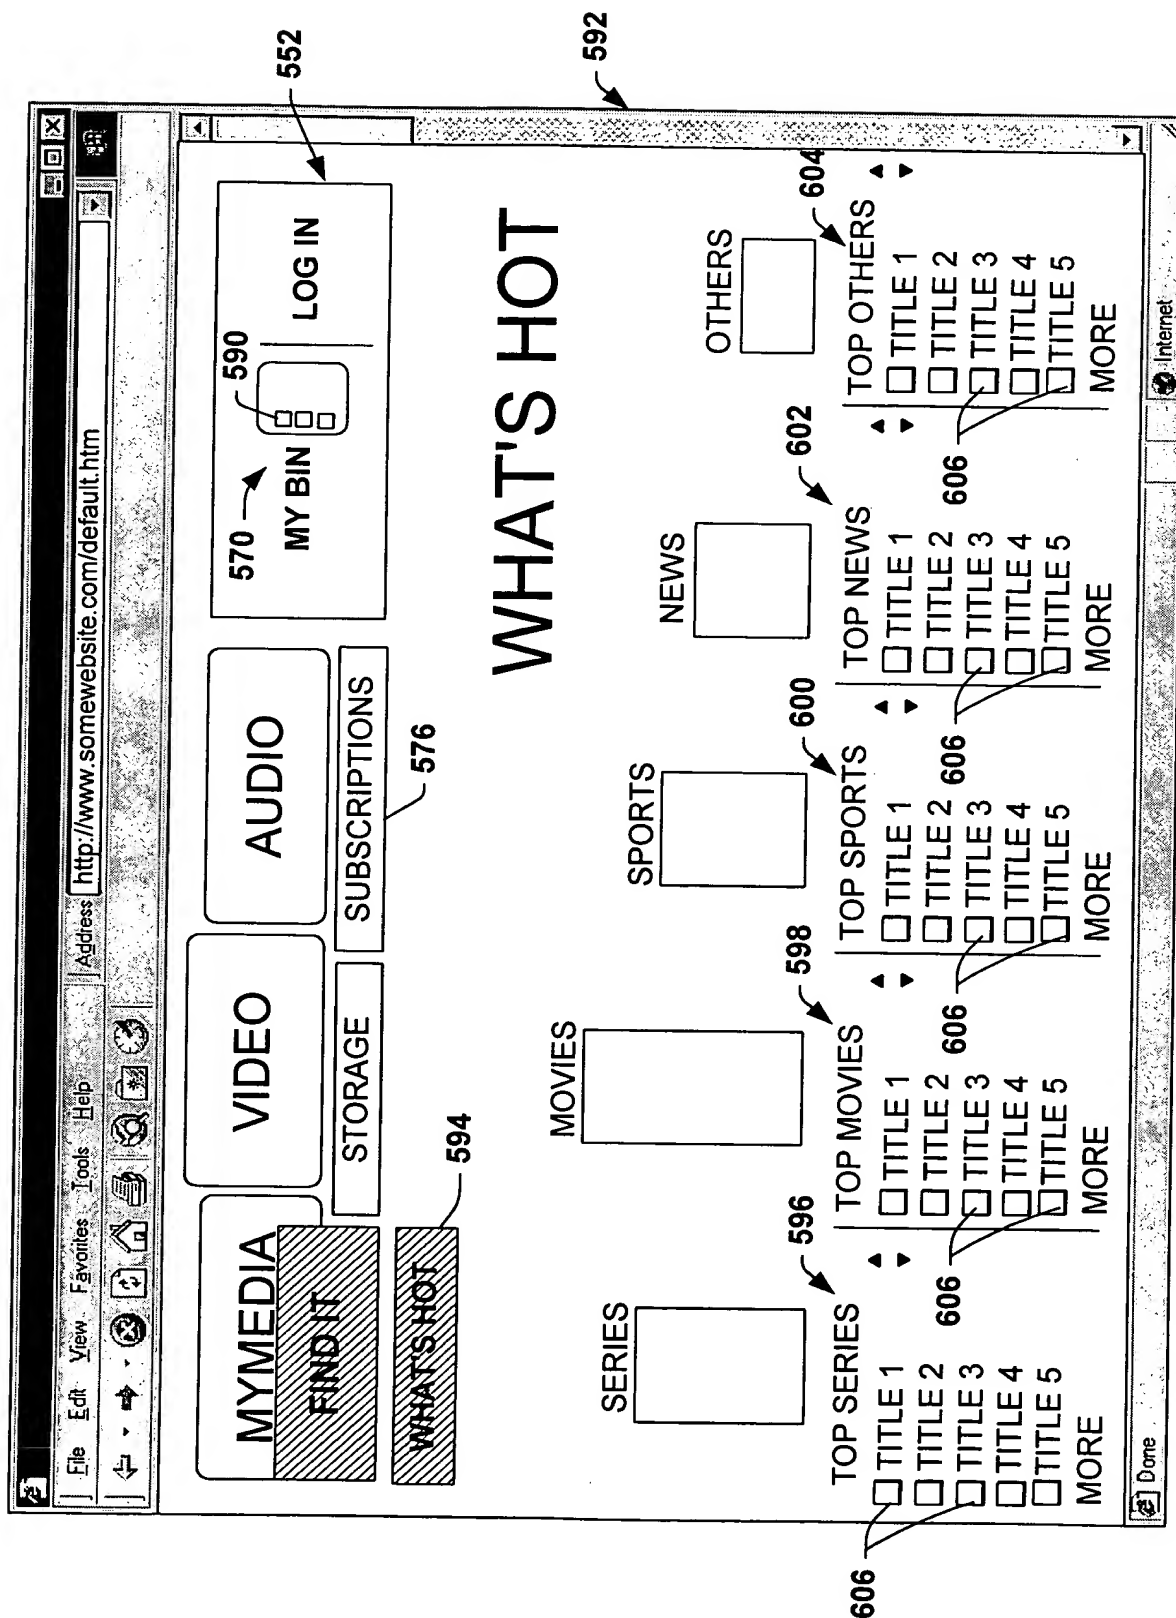 File Edit View Favorites Tools Help
Address http://www.somewebsite.com/default.htm
552
592
MYMEDIA
VIDEO
AUDIO
570
590
MY BIN
LOG IN
FIND IT
STORAGE
SUBSCRIPTIONS
576
WHAT'S HOT
594
WHAT'S HOT
SERIES
MOVIES
SPORTS
NEWS
OTHERS
596
598
600
602
604
TOP SERIES
TITLE 1
TITLE 2
TITLE 3
TITLE 4
TITLE 5
MORE
606
TOP MOVIES
TITLE 1
TITLE 2
TITLE 3
TITLE 4
TITLE 5
MORE
606
TOP SPORTS
TITLE 1
TITLE 2
TITLE 3
TITLE 4
TITLE 5
MORE
606
TOP NEWS
TITLE 1
TITLE 2
TITLE 3
TITLE 4
TITLE 5
MORE
606
TOP OTHERS
TITLE 1
TITLE 2
TITLE 3
TITLE 4
TITLE 5
MORE
606
Done
Internet